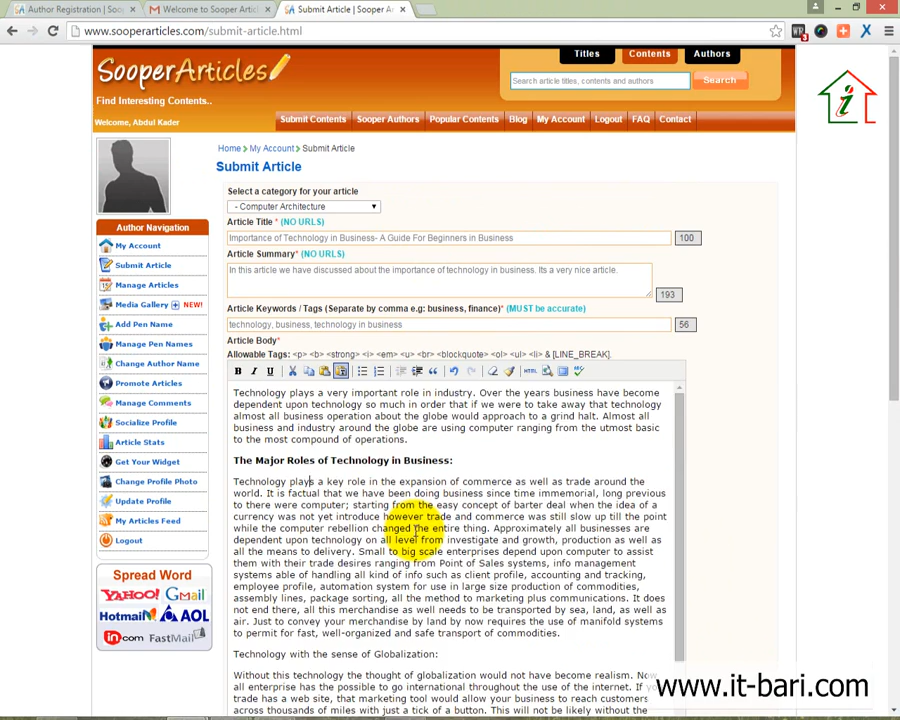 Author Registration | Soo
Welcome to SooperArticles
Submit Article | Sooper Ar
www.sooperarticles.com/submit-article.html
SooperArticles
Find Interesting Contents..
Welcome, Abdul Kader
Titles
Contents
Authors
Search article titles, contents and authors
Search
Submit Contents
Sooper Authors
Popular Contents
Blog
My Account
Logout
FAQ
Contact
Home > My Account > Submit Article
Submit Article
Author Navigation
My Account
Submit Article
Manage Articles
Media Gallery NEW!
Add Pen Name
Manage Pen Names
Change Author Name
Promote Articles
Manage Comments
Socialize Profile
Article Stats
Get Your Widget
Change Profile Photo
Update Profile
My Articles Feed
Logout
Spread Word
YAHOO! Gmail
Hotmail AOL
in.com FastMail
Select a category for your article
- Computer Architecture
Article Title * (NO URLS)
Importance of Technology in Business- A Guide For Beginners in Business
100
Article Summary* (NO URLS)
In this article we have discussed about the importance of technology in business. Its a very nice article.
193
Article Keywords / Tags (Separate by comma e.g: business, finance)* (MUST be accurate)
technology, business, technology in business
56
Article Body*
Allowable Tags: <p> <b> <strong> <i> <em> <u> <br> <blockquote> <ol> <ul> <li> & [LINE_BREAK].
B I U
HTML
Technology plays a very important role in industry. Over the years business have become
dependent upon technology so much in order that if we were to take away that technology
almost all business operation about the globe would approach to a grind halt. Almost all
business and industry around the globe are using computer ranging from the utmost basic
to the most compound of operations.
The Major Roles of Technology in Business:
Technology plays a key role in the expansion of commerce as well as trade around the
world. It is factual that we have been doing business since time immemorial, long previous
to there were computer; starting from the easy concept of barter deal when the idea of a
currency was not yet introduce however trade and commerce was still slow up till the point
while the computer rebellion changed the entire thing. Approximately all businesses are
dependent upon technology on all level from investigate and growth, production as well as
all the means to delivery. Small to big scale enterprises depend upon computer to assist
them with their trade desires ranging from Point of Sales systems, info management
systems able of handling all kind of info such as client profile, accounting and tracking,
employee profile, automation system for use in large size production of commodities,
assembly lines, package sorting, all the method to marketing plus communications. It does
not end there, all this merchandise as well needs to be transported by sea, land, as well as
air. Just to convey your merchandise by land by now requires the use of manifold systems
to permit for fast, well-organized and safe transport of commodities.
Technology with the sense of Globalization:
Without this technology the thought of globalization would not have become realism. Now
all enterprise has the possible to go international throughout the use of the internet. If you
trade has a web site, that marketing tool would allow your business to reach customers
across thousands of miles with just a tick of a button. This will not be likely without the
www.it-bari.com